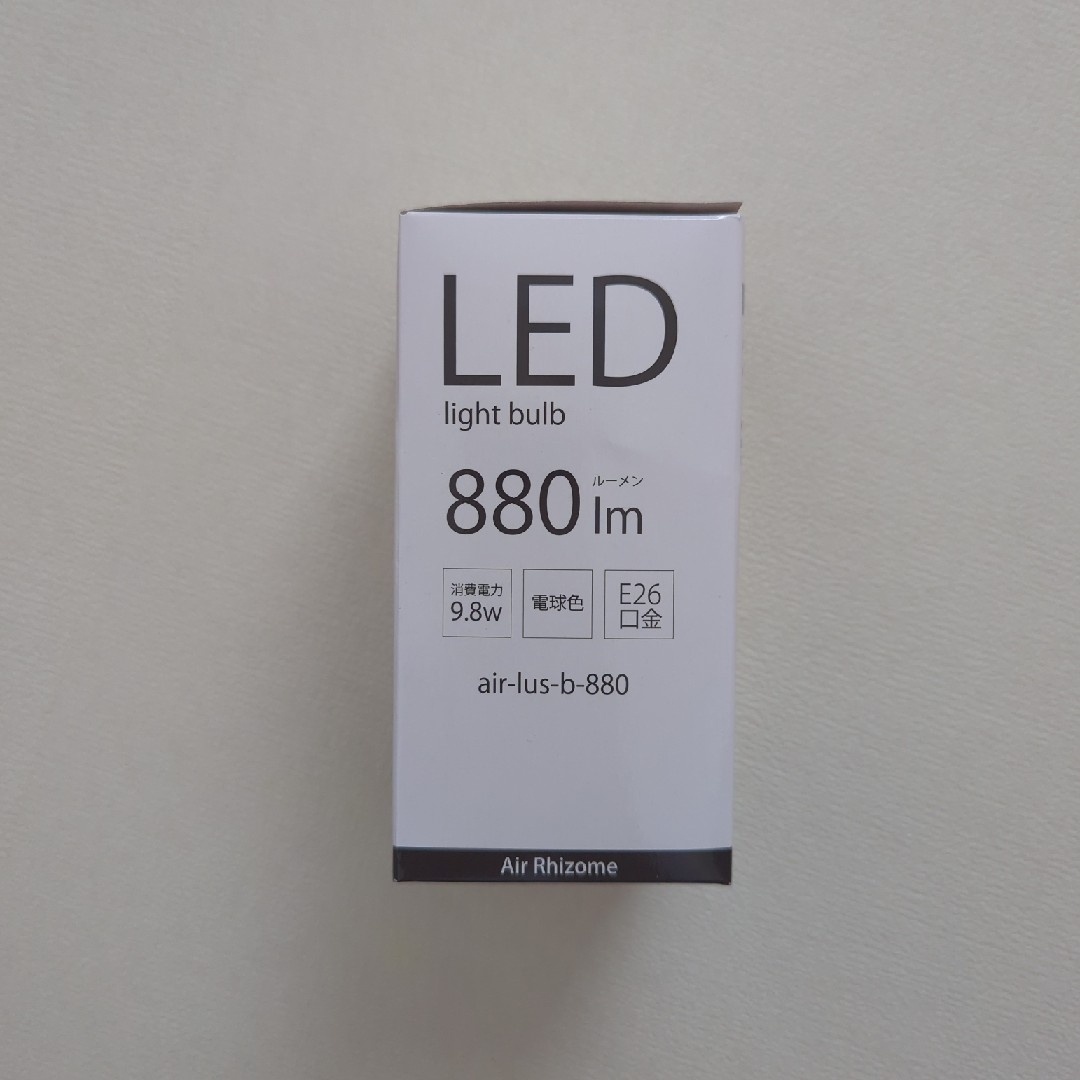 LED
light bulb
ルーメン
880 lm
消費電力
9.8w
電球色
E26
口金
air-lus-b-880
Air Rhizome